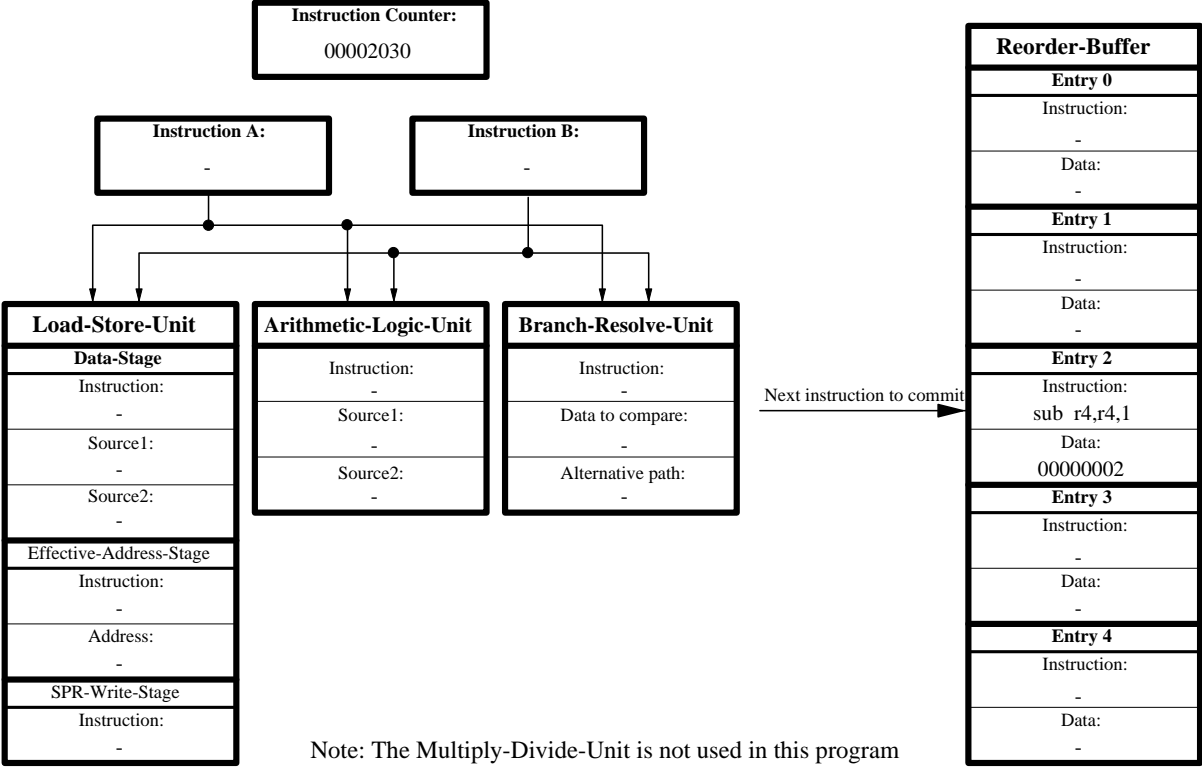 Instruction Counter:
00002030
Instruction A:
-
Instruction B:
-
Load-Store-Unit
Data-Stage
Instruction:
-
Source1:
-
Source2:
-
Effective-Address-Stage
Instruction:
-
Address:
-
SPR-Write-Stage
Instruction:
-
Arithmetic-Logic-Unit
Instruction:
-
Source1:
-
Source2:
-
Branch-Resolve-Unit
Instruction:
-
Data to compare:
-
Alternative path:
-
Next instruction to commit
Reorder-Buffer
Entry 0
Instruction:
-
Data:
-
Entry 1
Instruction:
-
Data:
-
Entry 2
Instruction:
sub r4,r4,1
Data:
00000002
Entry 3
Instruction:
-
Data:
-
Entry 4
Instruction:
-
Data:
-
Note: The Multiply-Divide-Unit is not used in this program